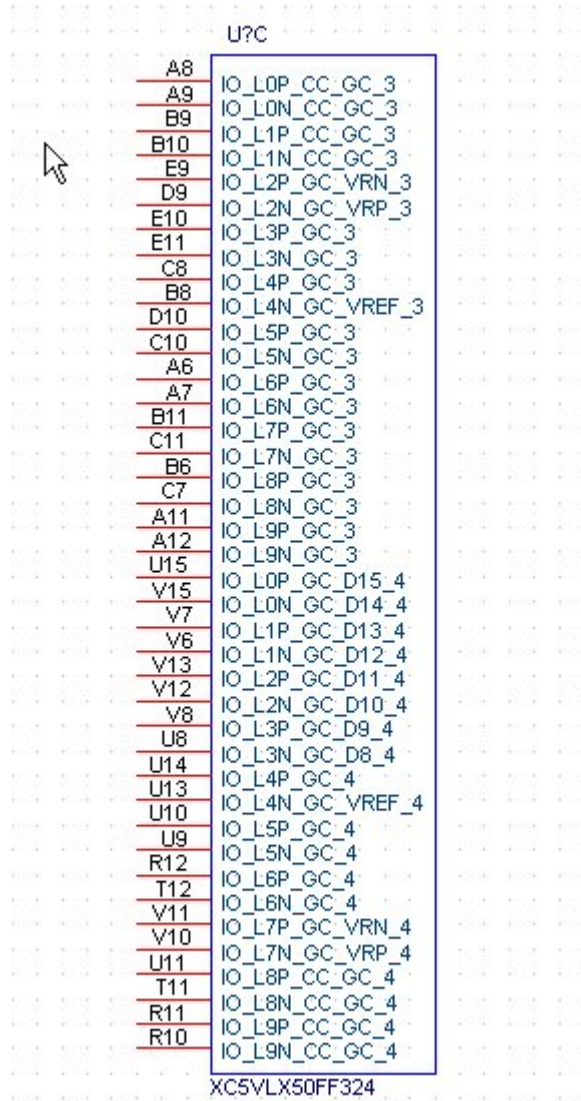 U?C
A8 IO_L0P_CC_GC_3
A9 IO_L0N_CC_GC_3
B9 IO_L1P_CC_GC_3
B10 IO_L1N_CC_GC_3
E9 IO_L2P_GC_VRN_3
D9 IO_L2N_GC_VRP_3
E10 IO_L3P_GC_3
E11 IO_L3N_GC_3
C8 IO_L4P_GC_3
B8 IO_L4N_GC_VREF_3
D10 IO_L5P_GC_3
C10 IO_L5N_GC_3
A6 IO_L6P_GC_3
A7 IO_L6N_GC_3
B11 IO_L7P_GC_3
C11 IO_L7N_GC_3
B6 IO_L8P_GC_3
C7 IO_L8N_GC_3
A11 IO_L9P_GC_3
A12 IO_L9N_GC_3
U15 IO_L0P_GC_D15_4
V15 IO_L0N_GC_D14_4
V7 IO_L1P_GC_D13_4
V6 IO_L1N_GC_D12_4
V13 IO_L2P_GC_D11_4
V12 IO_L2N_GC_D10_4
V8 IO_L3P_GC_D9_4
U8 IO_L3N_GC_D8_4
U14 IO_L4P_GC_4
U13 IO_L4N_GC_VREF_4
U10 IO_L5P_GC_4
U9 IO_L5N_GC_4
R12 IO_L6P_GC_4
T12 IO_L6N_GC_4
V11 IO_L7P_GC_VRN_4
V10 IO_L7N_GC_VRP_4
U11 IO_L8P_CC_GC_4
T11 IO_L8N_CC_GC_4
R11 IO_L9P_CC_GC_4
R10 IO_L9N_CC_GC_4
XC5VLX50FF324